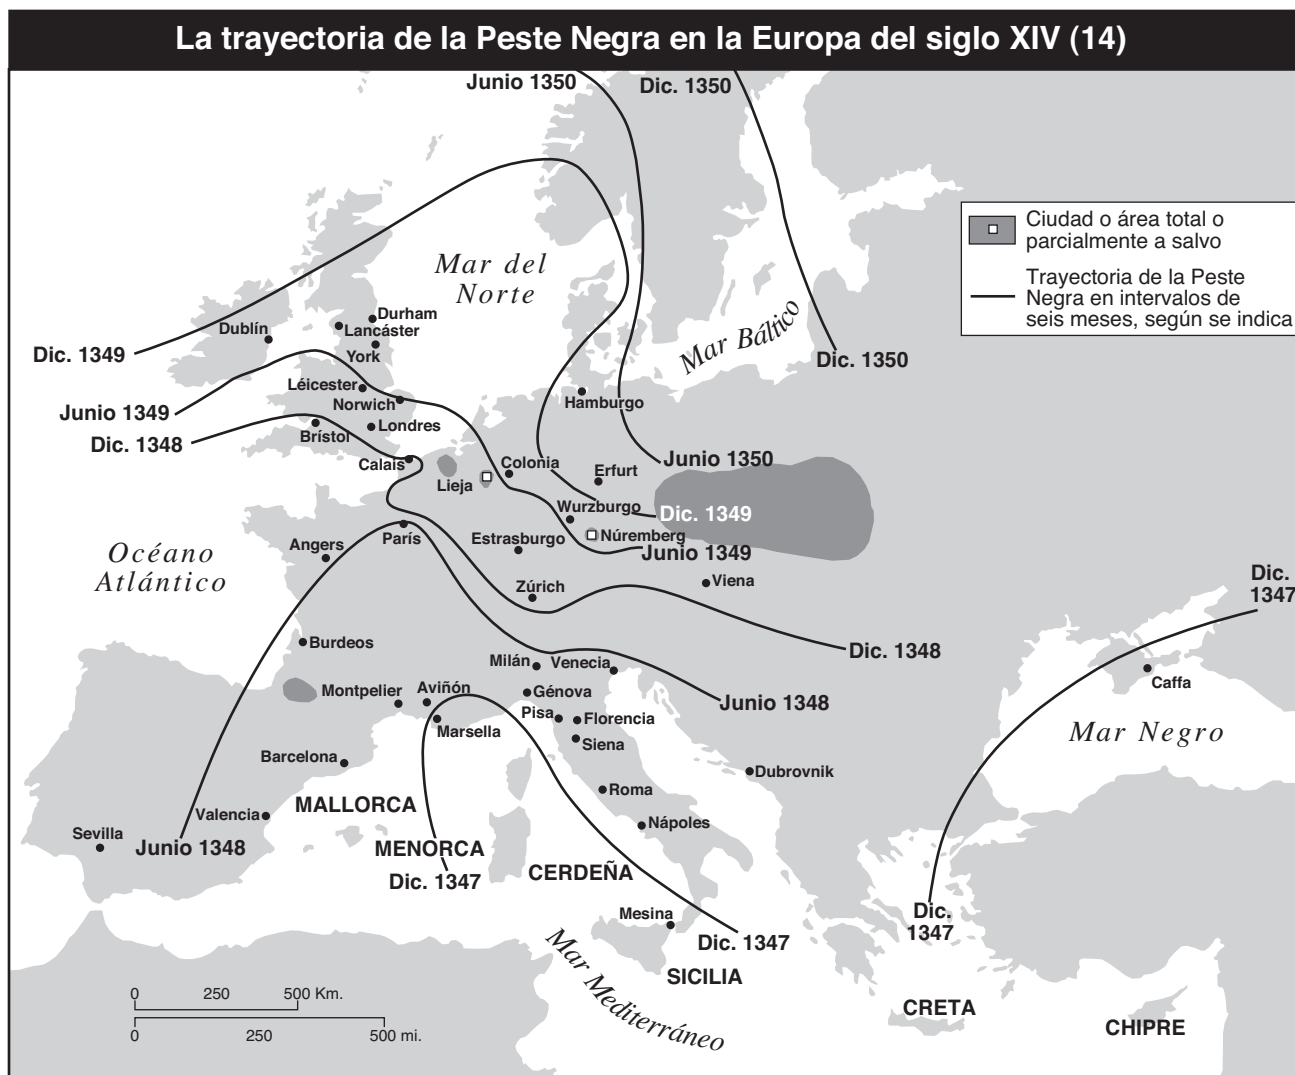 La trayectoria de la Peste Negra en la Europa del siglo XIV (14)
Junio 1350
Dic. 1350
Ciudad o área total o
parcialmente a salvo
Trayectoria de la Peste
Negra en intervalos de
seis meses, según se indica
Mar del
Norte
Mar Báltico
Durham
Lancáster
Dublín
York
Dic. 1349
Dic. 1350
Léicester
Norwich
Hamburgo
Junio 1349
Dic. 1348
Brístol
Londres
Calais
Colonia
Junio 1350
Lieja
Erfurt
Wurzburgo
Dic. 1349
París
Estrasburgo
Núremberg
Junio 1349
Océano
Atlántico
Angers
Zúrich
Viena
Dic.
1347
Burdeos
Milán
Venecia
Dic. 1348
Caffa
Montpelier
Aviñón
Génova
Junio 1348
Pisa
Florencia
Marsella
Siena
Mar Negro
Barcelona
Dubrovnik
Roma
MALLORCA
Valencia
Nápoles
Sevilla
Junio 1348
MENORCA
Dic. 1347
CERDEÑA
Mesina
Dic.
1347
Dic. 1347
Mar Mediterráneo
SICILIA
0 250 500 Km.
0 250 500 mi.
CRETA
CHIPRE